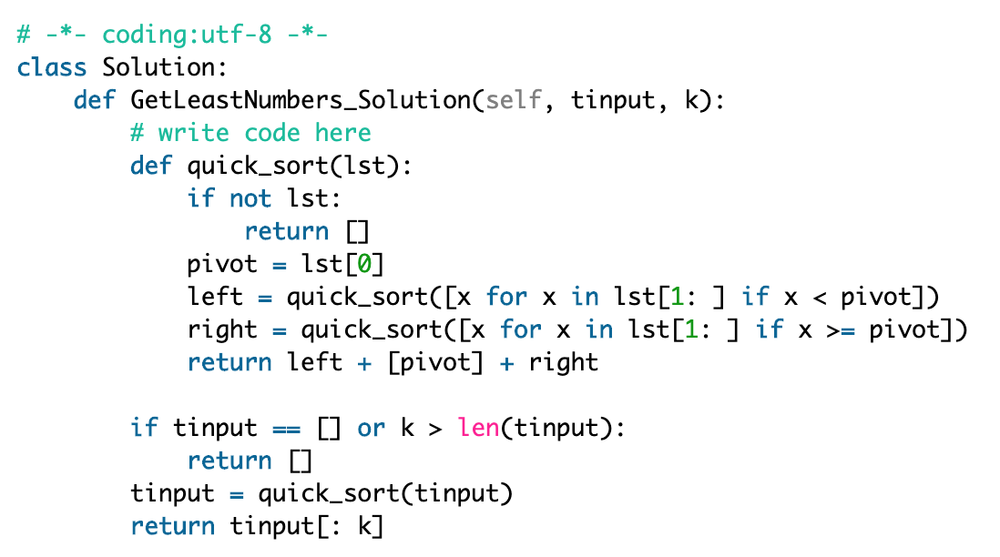 # -*- coding:utf-8 -*-
class Solution:
    def GetLeastNumbers_Solution(self, tinput, k):
        # write code here
        def quick_sort(lst):
            if not lst:
                return []
            pivot = lst[0]
            left = quick_sort([x for x in lst[1: ] if x < pivot])
            right = quick_sort([x for x in lst[1: ] if x >= pivot])
            return left + [pivot] + right

        if tinput == [] or k > len(tinput):
            return []
        tinput = quick_sort(tinput)
        return tinput[: k]